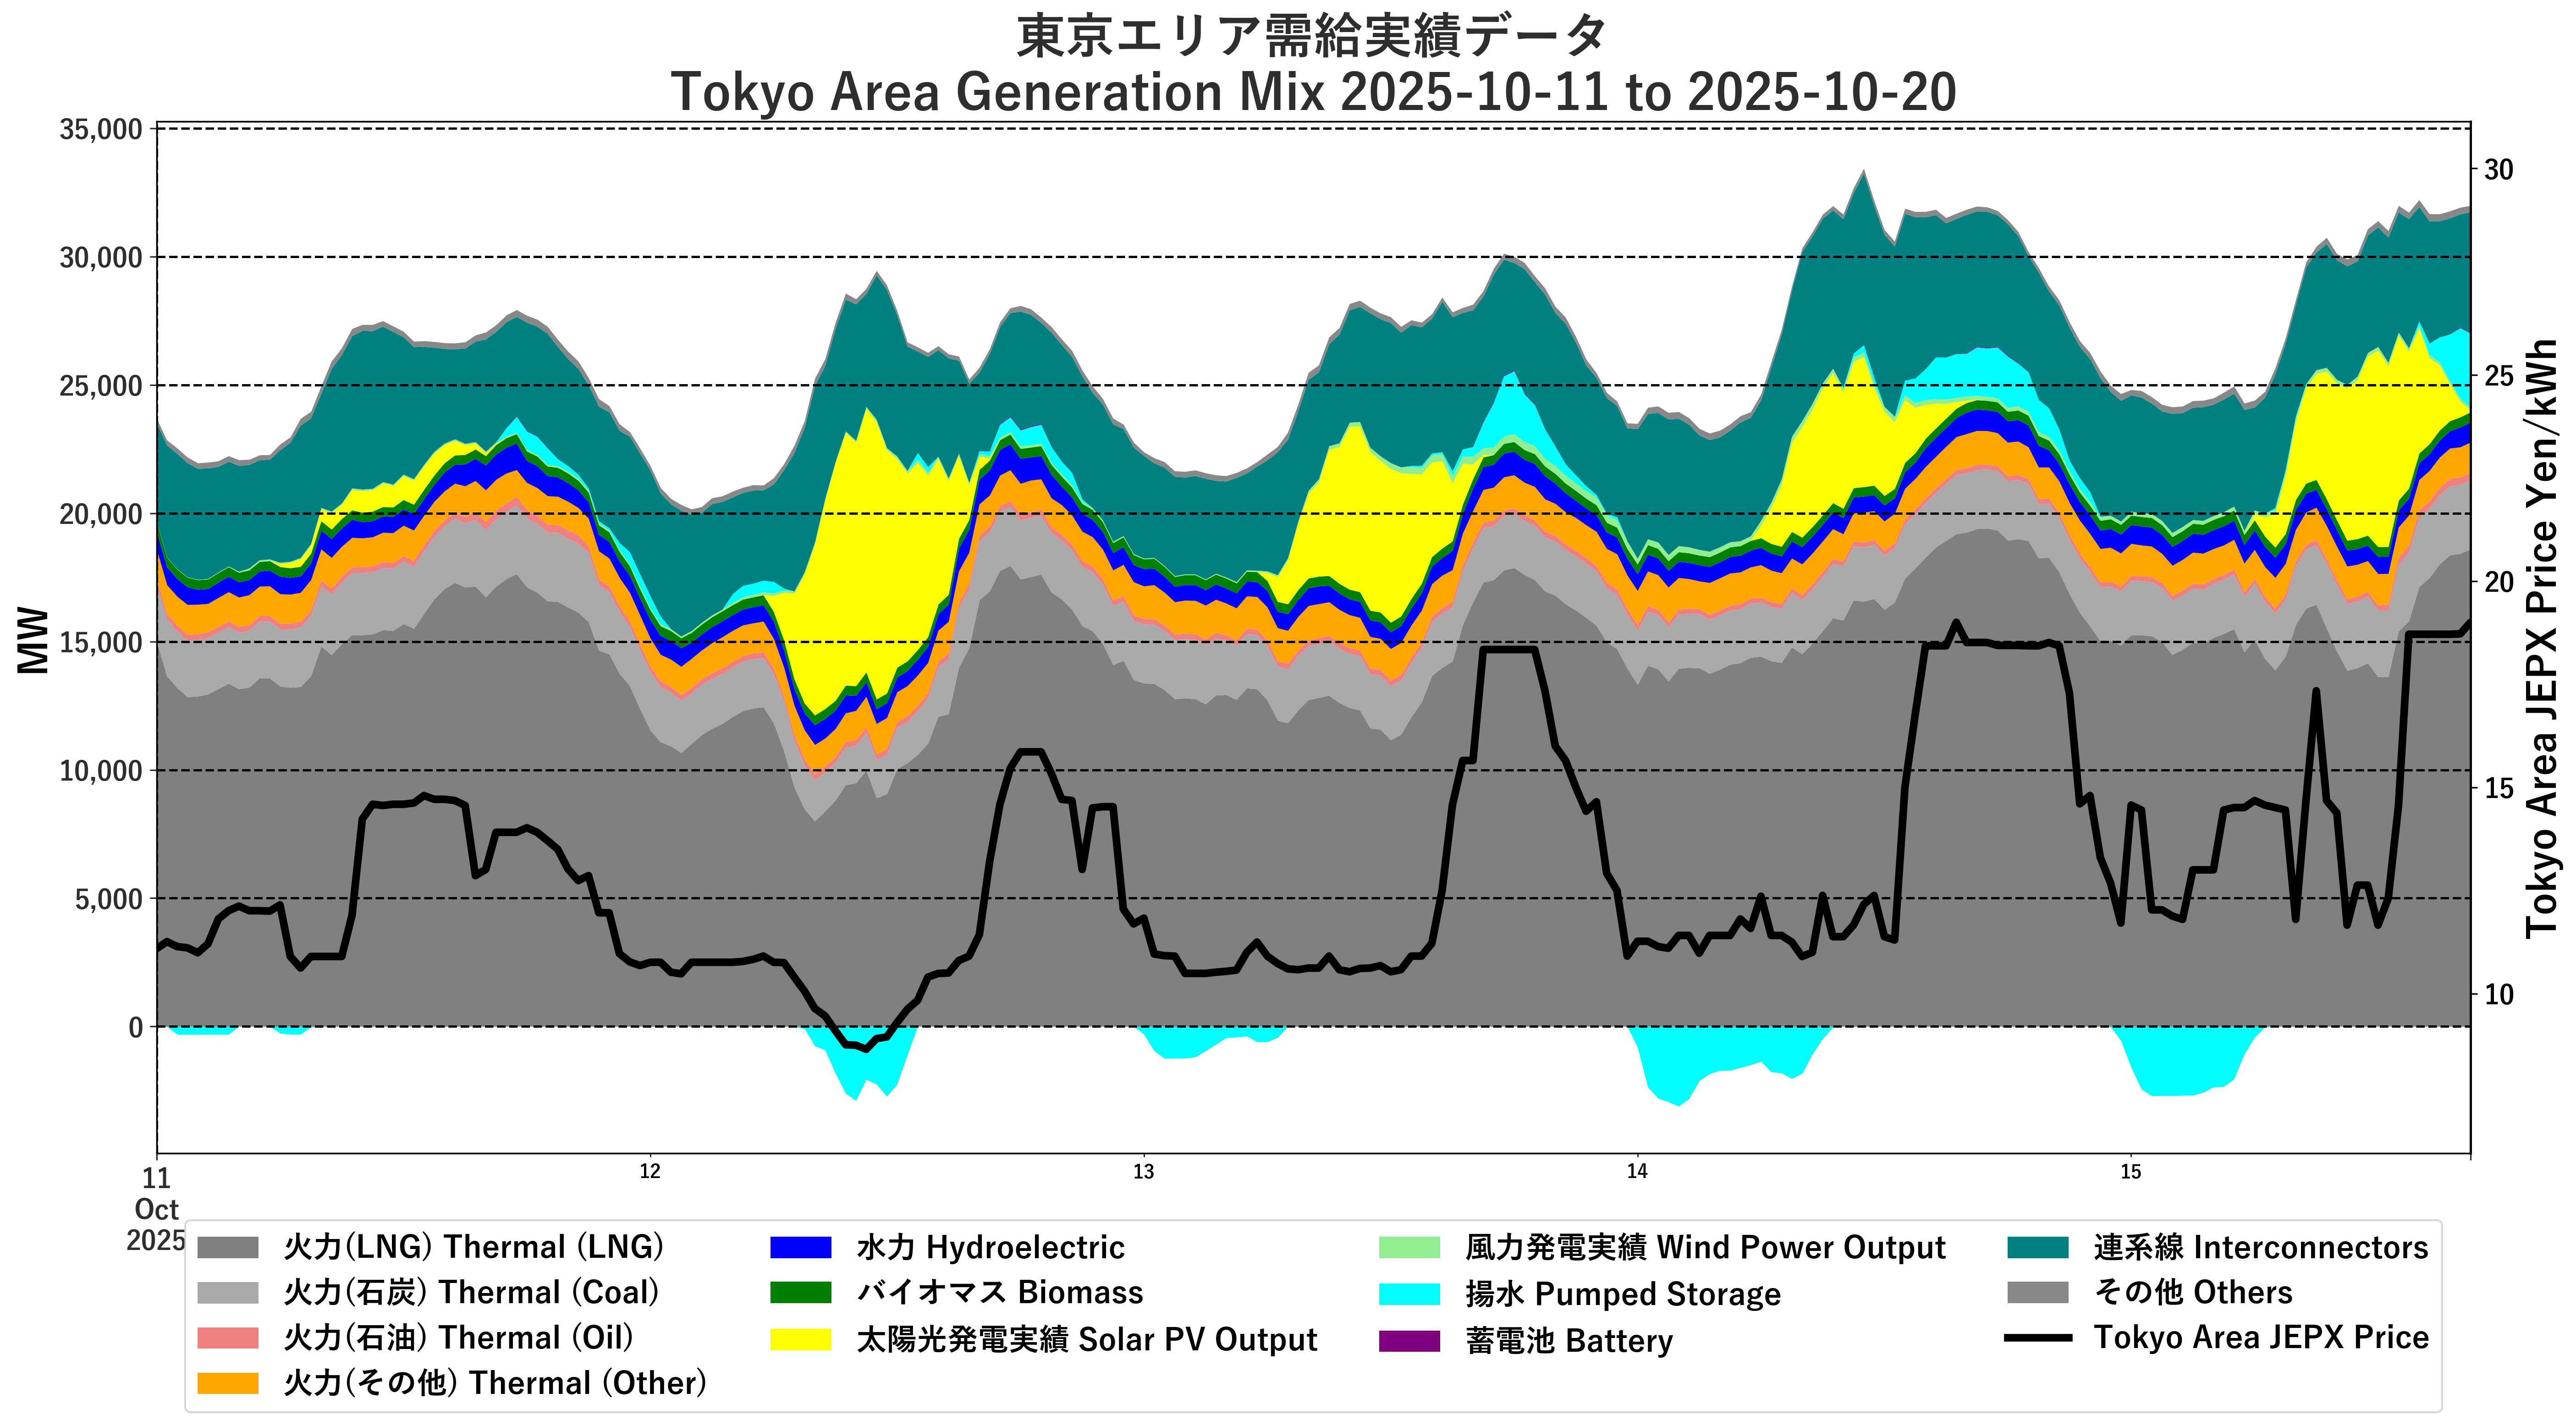 東京エリア需給実績データ
Tokyo Area Generation Mix 2025-10-11 to 2025-10-20
35,000
30,000
25,000
20,000
15,000
10,000
5,000
0
MW
30
25
20
15
10
Tokyo Area JEPX Price Yen/kWh
11
Oct
2025
12
13
14
15
火力(LNG) Thermal (LNG)
火力(石炭) Thermal (Coal)
火力(石油) Thermal (Oil)
火力(その他) Thermal (Other)
水力 Hydroelectric
バイオマス Biomass
太陽光発電実績 Solar PV Output
風力発電実績 Wind Power Output
揚水 Pumped Storage
蓄電池 Battery
連系線 Interconnectors
その他 Others
Tokyo Area JEPX Price